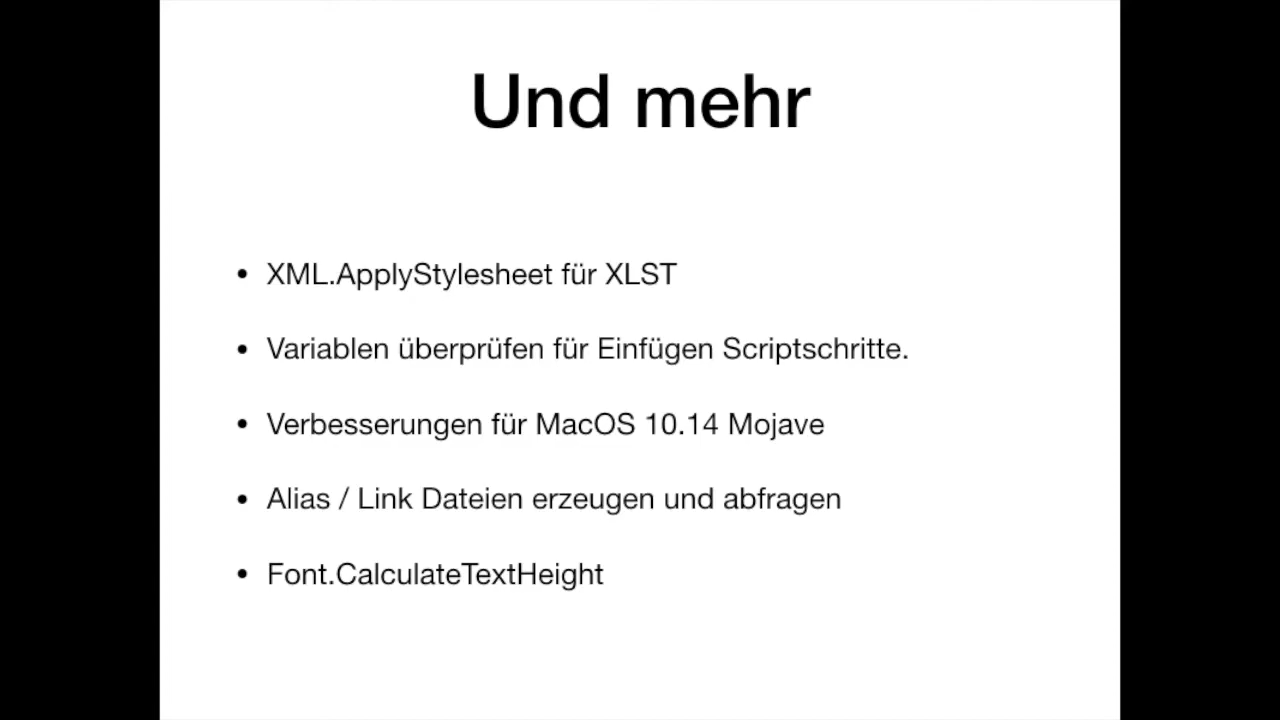 Und mehr
• XML.ApplyStylesheet für XLST
• Variablen überprüfen für Einfügen Scriptschritte.
• Verbesserungen für MacOS 10.14 Mojave
• Alias / Link Dateien erzeugen und abfragen
• Font.CalculateTextHeight